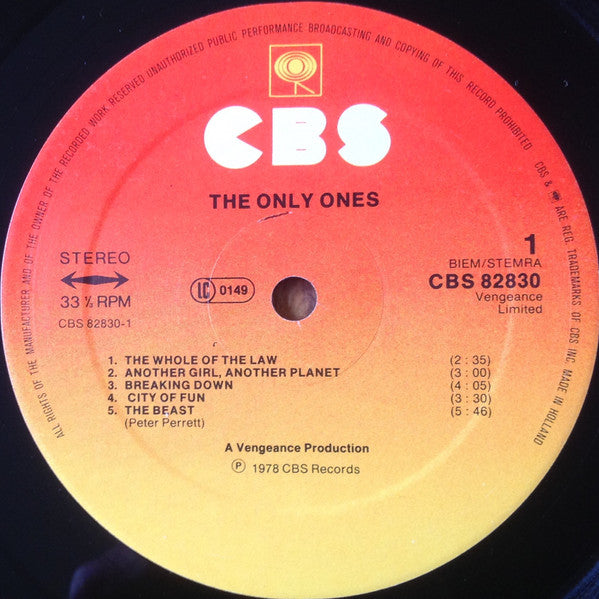 ALL RIGHTS OF THE MANUFACTURER AND OF THE OWNER OF THE RECORDED WORK RESERVED UNAUTHORIZED PUBLIC PERFORMANCE BROADCASTING AND COPYING OF THIS RECORD PROHIBITED
CBS & ARE REG. TRADEMARKS OF CBS INC. MADE IN HOLLAND
CBS
THE ONLY ONES
STEREO
33 ⅓ RPM
CBS 82830-1
LC 0149
1
BIEM/STEMRA
CBS 82830
Vengeance
Limited
1. THE WHOLE OF THE LAW (2:35)
2. ANOTHER GIRL, ANOTHER PLANET (3:00)
3. BREAKING DOWN (4:05)
4. CITY OF FUN (3:30)
5. THE BEAST (5:46)
(Peter Perrett)
A Vengeance Production
℗ 1978 CBS Records